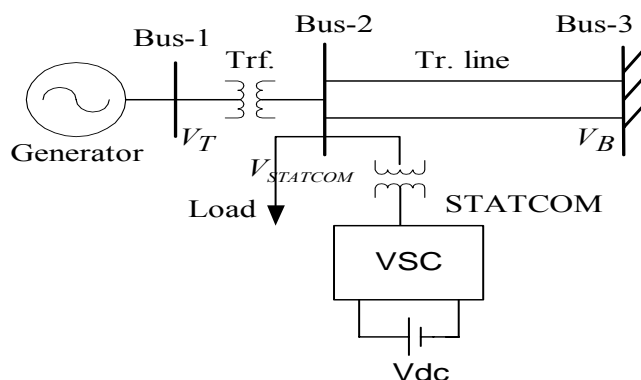 Bus-1
Trf.
Bus-2
Tr. line
Bus-3
Generator
V_T
V_B
V_STATCOM
Load
STATCOM
VSC
Vdc